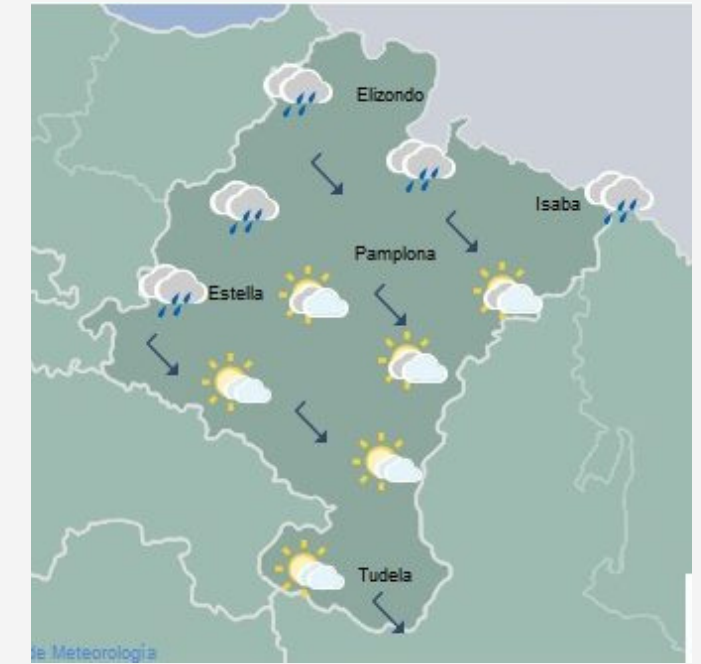 Elizondo
Isaba
Pamplona
Estella
Tudela
de Meteorología